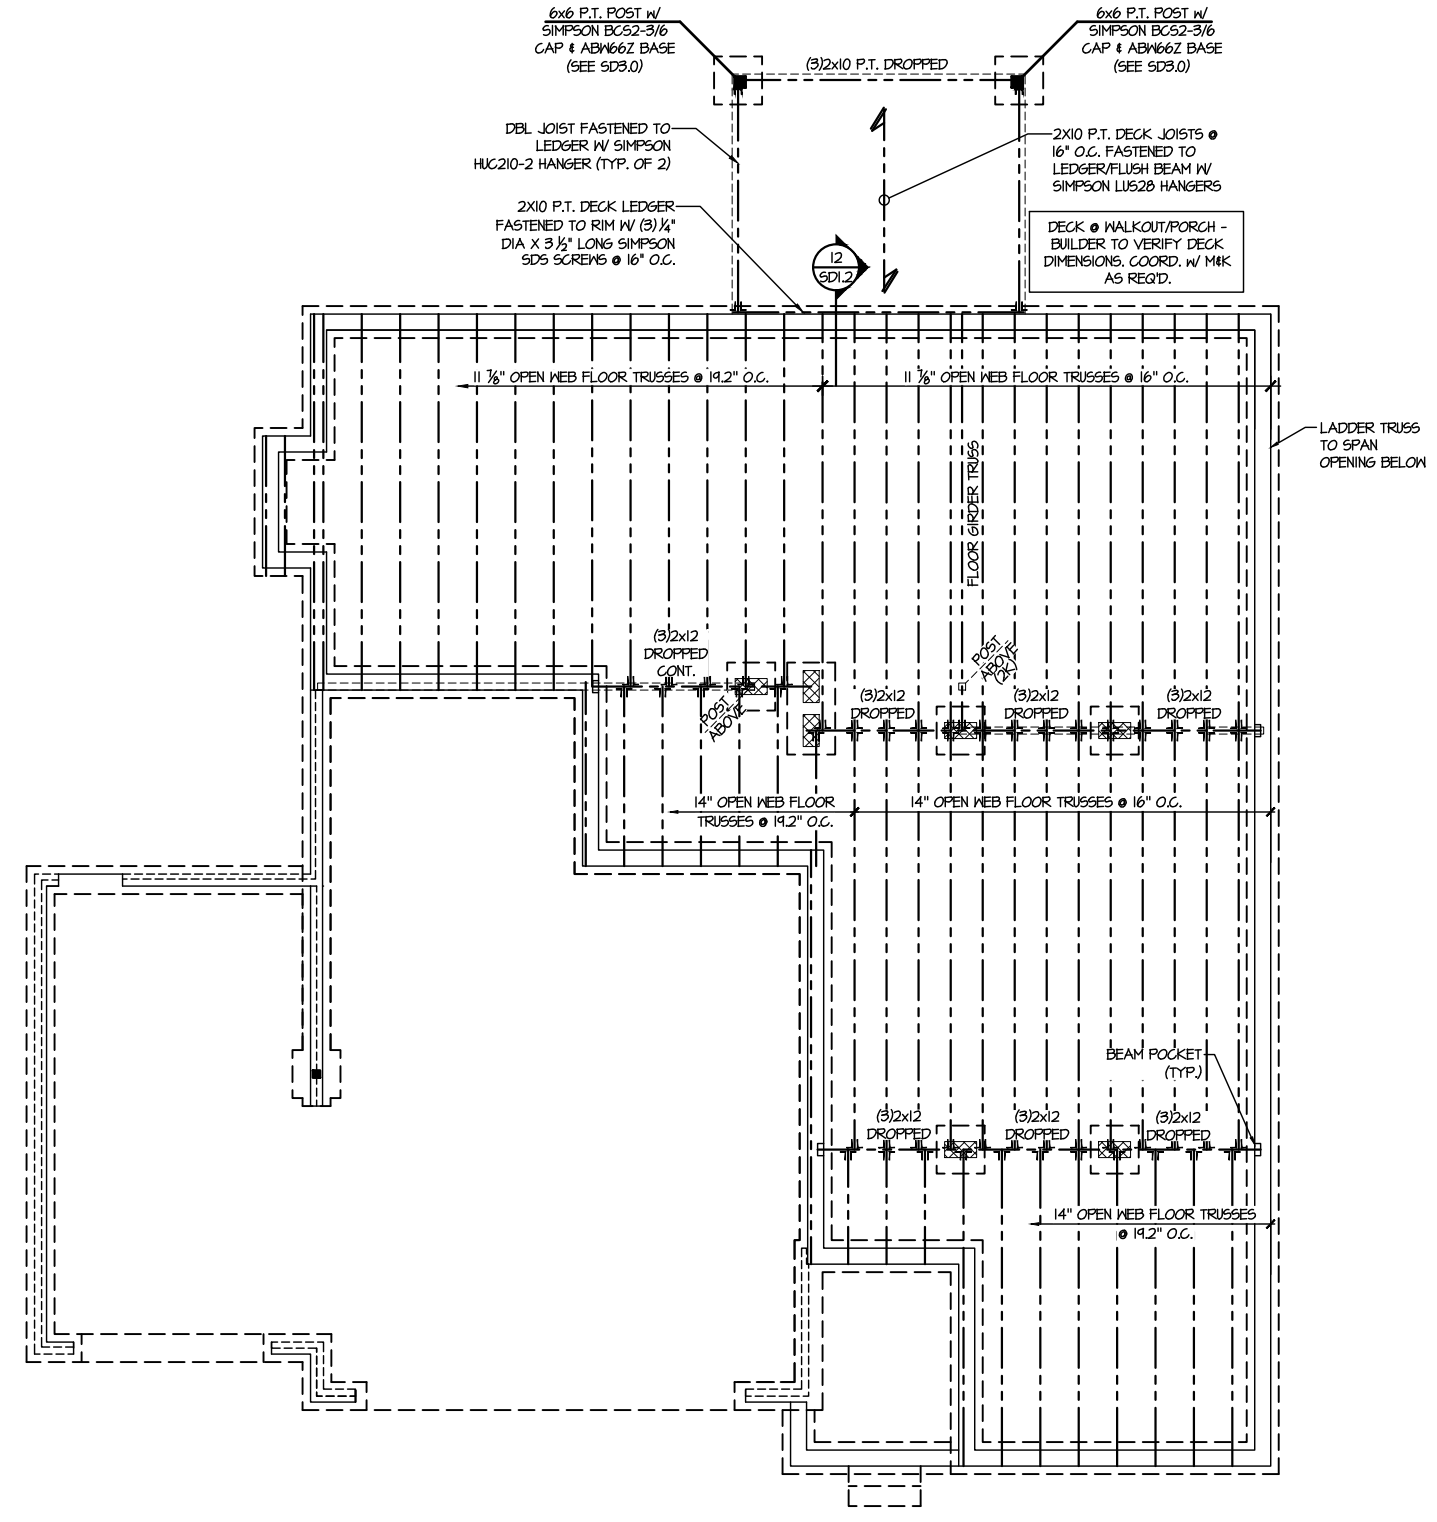 6x6 P.T. POST w/
SIMPSON BCS2-3/6
CAP & ABW66Z BASE
(SEE SD3.0)
6x6 P.T. POST w/
SIMPSON BCS2-3/6
CAP & ABW66Z BASE
(SEE SD3.0)
(3)2x10 P.T. DROPPED
DBL JOIST FASTENED TO
LEDGER W/ SIMPSON
HUC210-2 HANGER (TYP. OF 2)
2X10 P.T. DECK JOISTS @
16" O.C. FASTENED TO
LEDGER/FLUSH BEAM W/
SIMPSON LUS28 HANGERS
2X10 P.T. DECK LEDGER
FASTENED TO RIM W/ (3) 1/4"
DIA X 3 1/2" LONG SIMPSON
SDS SCREWS @ 16" O.C.
DECK @ WALKOUT/PORCH -
BUILDER TO VERIFY DECK
DIMENSIONS. COORD. w/ M&K
AS REQ'D.
12
SD1.2
11 7/8" OPEN WEB FLOOR TRUSSES @ 19.2" O.C.
11 7/8" OPEN WEB FLOOR TRUSSES @ 16" O.C.
LADDER TRUSS
TO SPAN
OPENING BELOW
FLOOR GIRDER TRUSS
(3)2x12
DROPPED
CONT.
POST
ABOVE
POST
ABOVE
(2K)
(3)2x12
DROPPED
(3)2x12
DROPPED
(3)2x12
DROPPED
14" OPEN WEB FLOOR
TRUSSES @ 19.2" O.C.
14" OPEN WEB FLOOR TRUSSES @ 16" O.C.
BEAM POCKET
(TYP.)
(3)2x12
DROPPED
(3)2x12
DROPPED
(3)2x12
DROPPED
14" OPEN WEB FLOOR TRUSSES
@ 19.2" O.C.